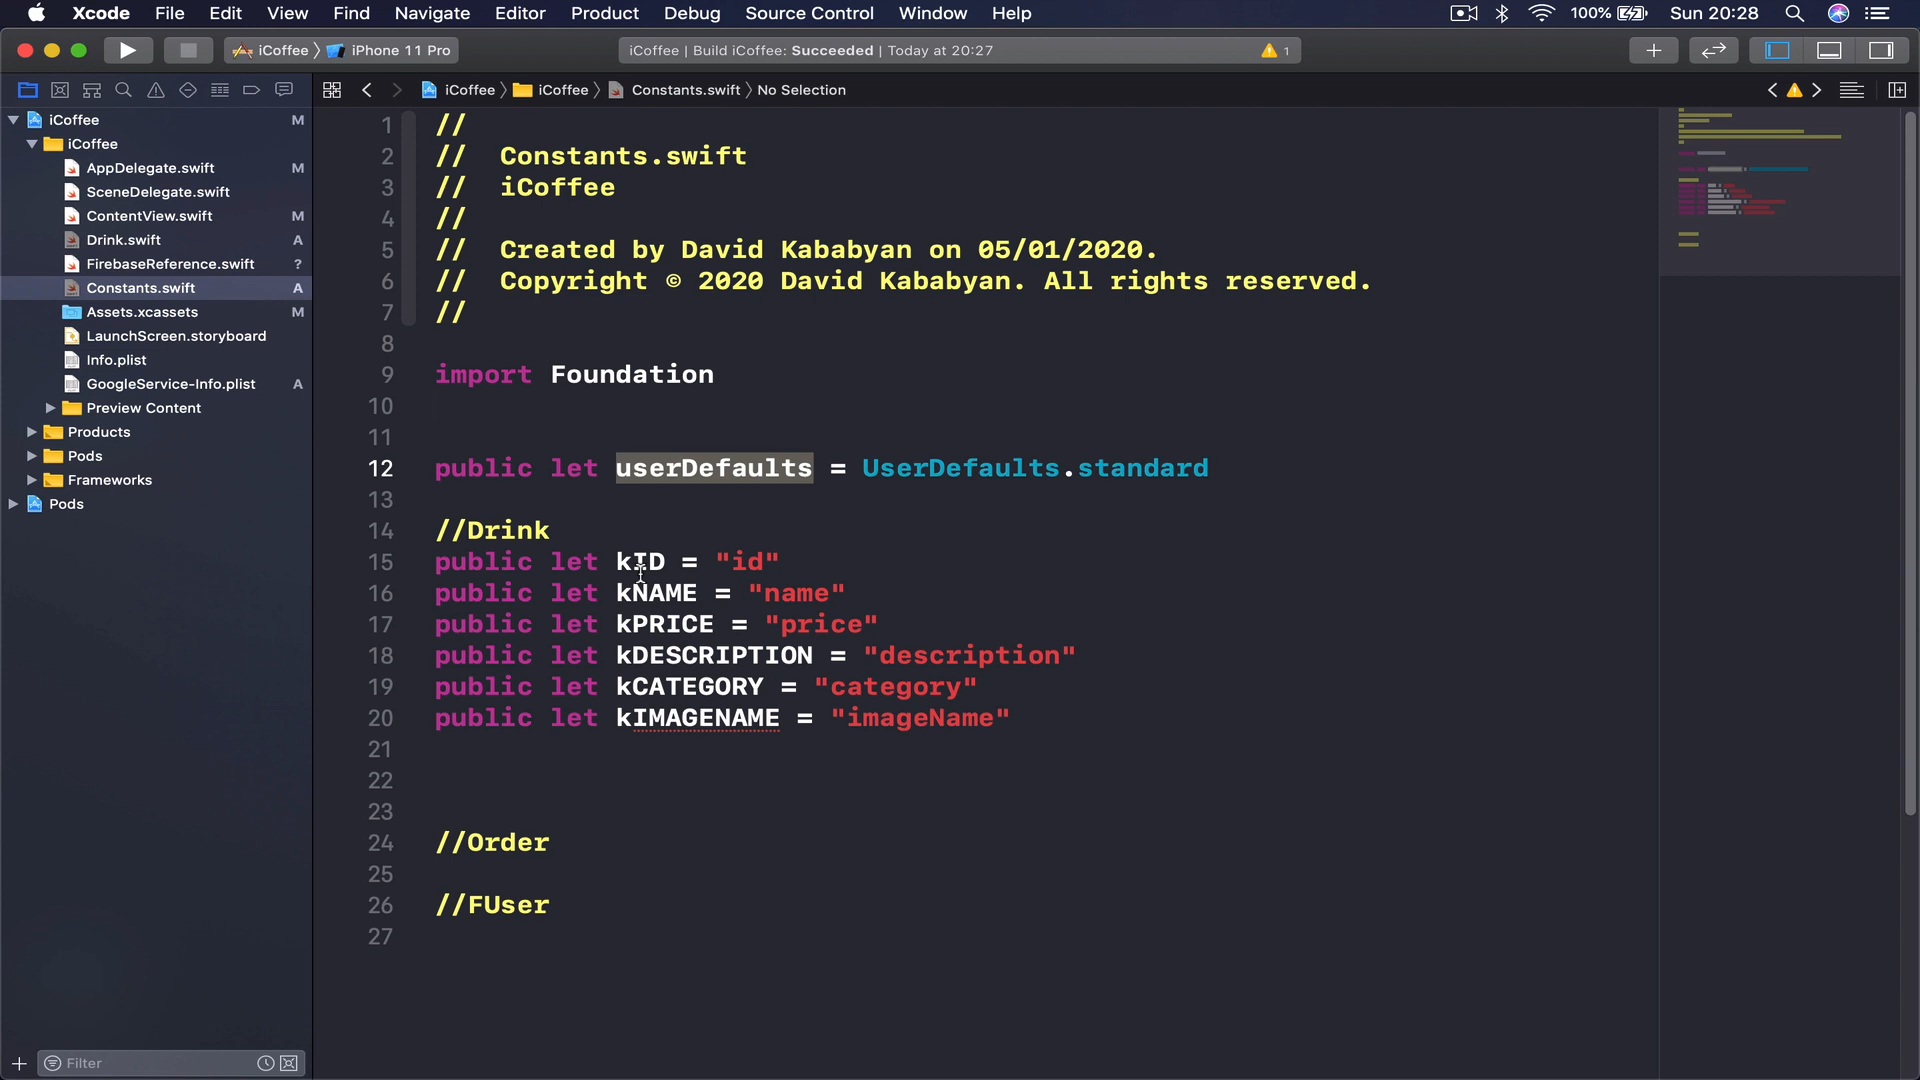 Xcode File Edit View Find Navigate Editor Product Debug Source Control Window Help 100% Sun 20:28
iCoffee iPhone 11 Pro iCoffee | Build iCoffee: Succeeded | Today at 20:27 1
iCoffee iCoffee Constants.swift No Selection
iCoffee M
iCoffee
AppDelegate.swift M
SceneDelegate.swift
ContentView.swift M
Drink.swift A
FirebaseReference.swift ?
Constants.swift A
Assets.xcassets M
LaunchScreen.storyboard
Info.plist
GoogleService-Info.plist A
Preview Content
Products
Pods
Frameworks
Pods
Filter
1 //
2 // Constants.swift
3 // iCoffee
4 //
5 // Created by David Kababyan on 05/01/2020.
6 // Copyright © 2020 David Kababyan. All rights reserved.
7 //
8
9 import Foundation
10
11
12 public let userDefaults = UserDefaults.standard
13
14 //Drink
15 public let kID = "id"
16 public let kNAME = "name"
17 public let kPRICE = "price"
18 public let kDESCRIPTION = "description"
19 public let kCATEGORY = "category"
20 public let kIMAGENAME = "imageName"
21
22
23
24 //Order
25
26 //FUser
27